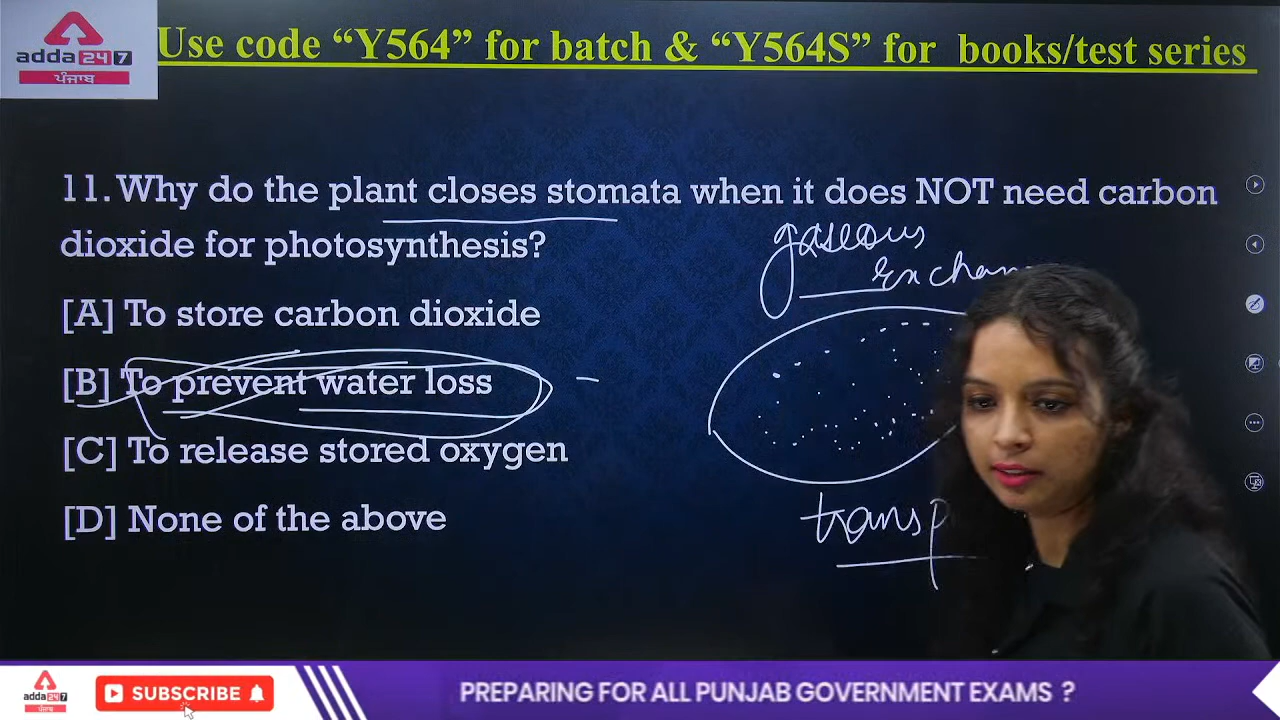 adda247
ਪੰਜਾਬ
Use code “Y564” for batch & “Y564S” for books/test series
11. Why do the plant closes stomata when it does NOT need carbon
dioxide for photosynthesis?
gaseous
Exchan
[A] To store carbon dioxide
[B] To prevent water loss
[C] To release stored oxygen
[D] None of the above
transp
adda247
ਪੰਜਾਬ
SUBSCRIBE
PREPARING FOR ALL PUNJAB GOVERNMENT EXAMS ?